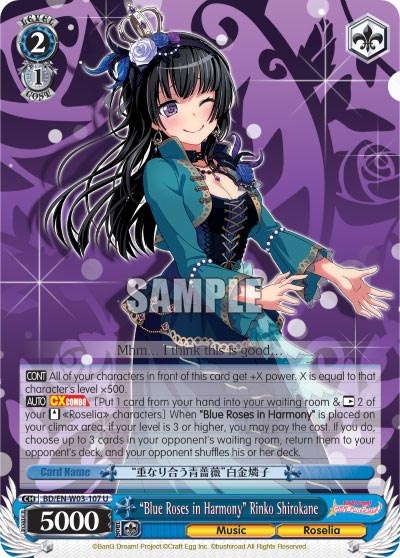 LEVEL
2
1
COST
SAMPLE
Mhm... I think this is good...
CONT All of your characters in front of this card get +X power. X is equal to that
character's level ×500.
AUTO CXCOMBO [Put 1 card from your hand into your waiting room & 2 of
your «Roselia» characters] When "Blue Roses in Harmony" is placed on
your climax area, if your level is 3 or higher, you may pay the cost. If you do,
choose up to 3 cards in your opponent's waiting room, return them to your
opponent's deck, and your opponent shuffles their deck.
Card Name
"重なり合う青薔薇"白金燐子
CH BD/EN-W03-107 U
POWER 5000
"Blue Roses in Harmony" Rinko Shirokane
Music
Roselia
©BanG Dream! Project ©Craft Egg Inc. ©bushiroad All Rights Reserved.